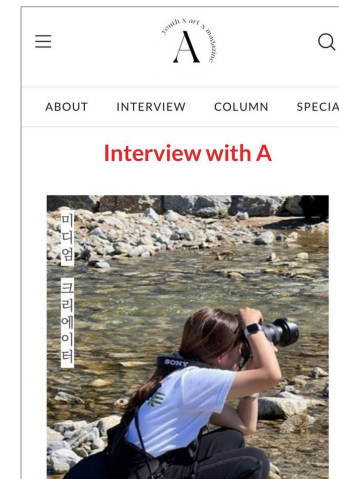 youth x art x magazine
A
ABOUT INTERVIEW COLUMN SPECIA
Interview with A
미디엄 크리에이터
SONY